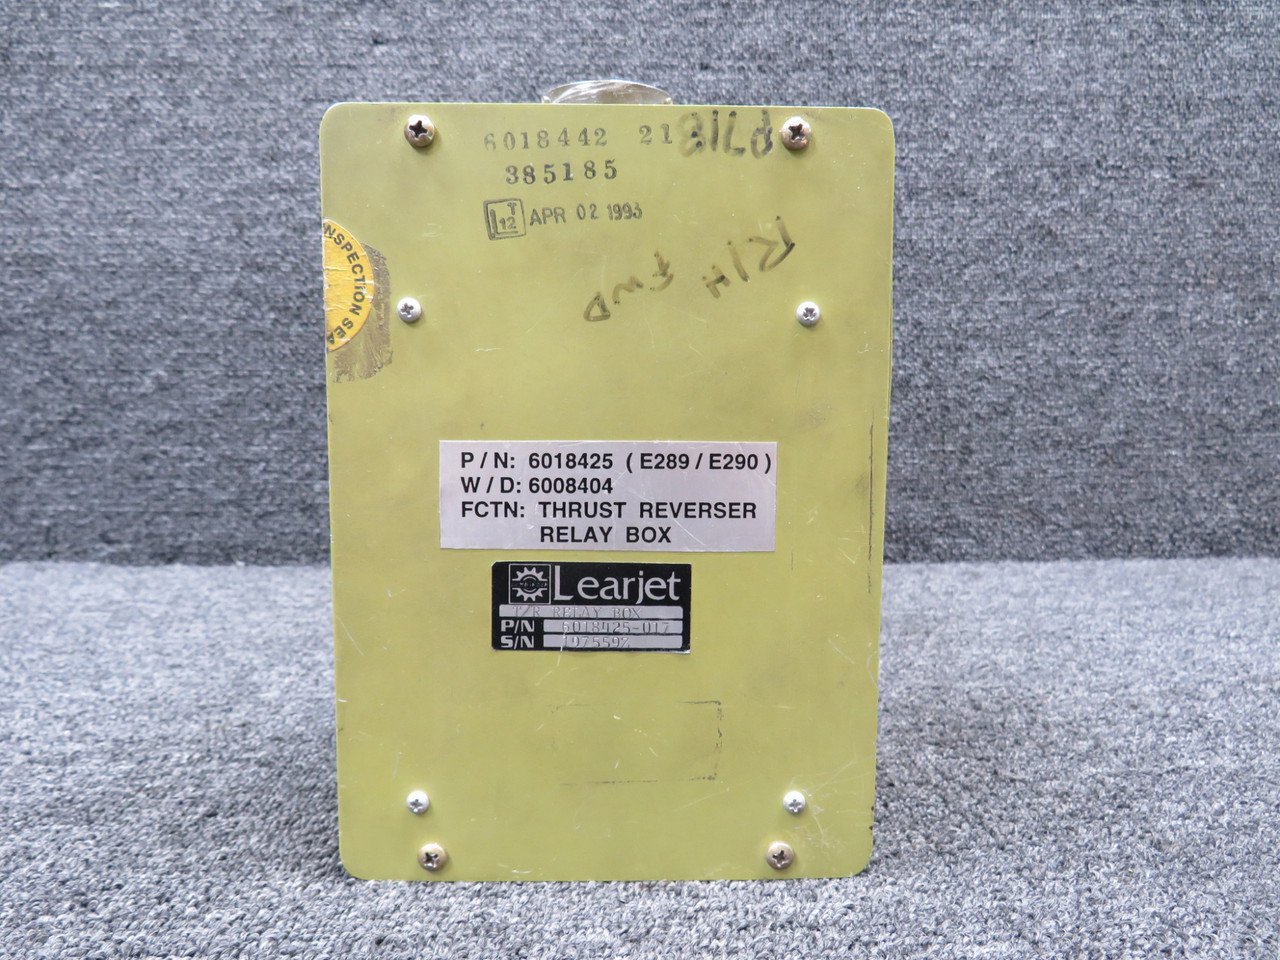 6018442 21
385185
T
12
APR 02 1993
R/H
FWD
INSPECTION SEA
P/N: 6018425 (E289/E290)
W/D: 6008404
FCTN: THRUST REVERSER
RELAY BOX
Learjet
T/R RELAY BOX
P/N 6018425-017
S/N